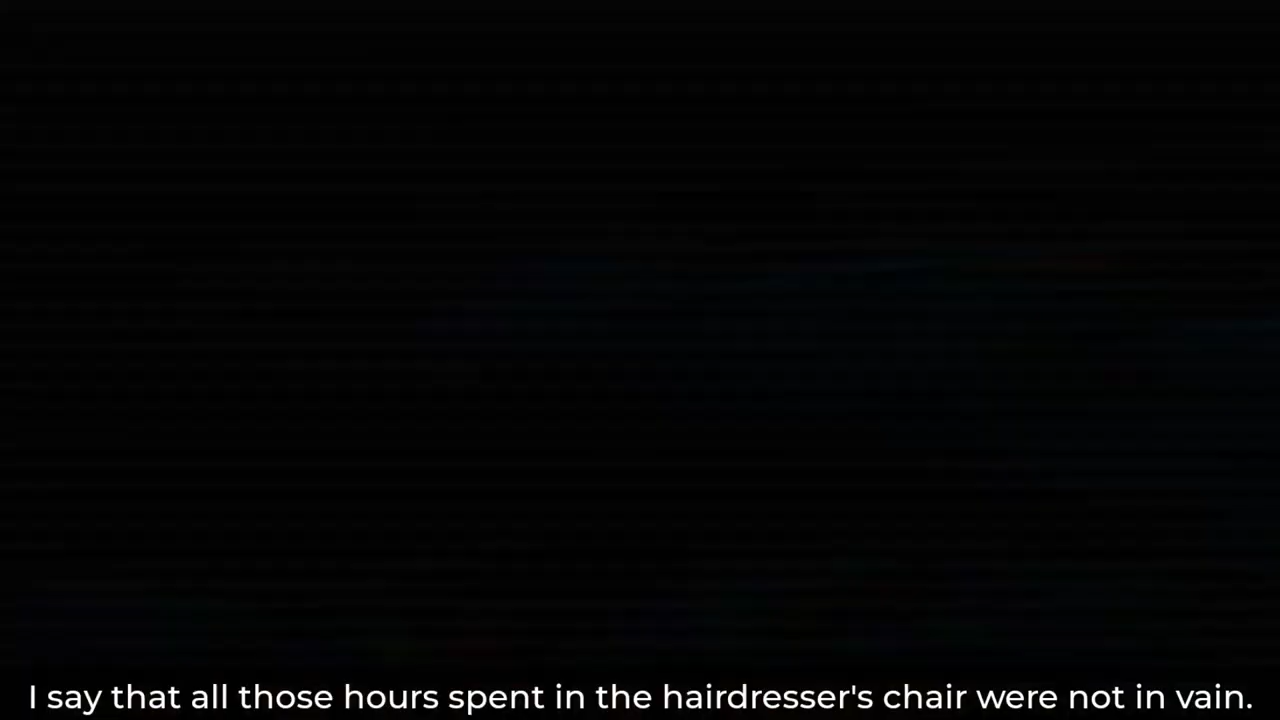 I say that all those hours spent in the hairdresser's chair were not in vain.